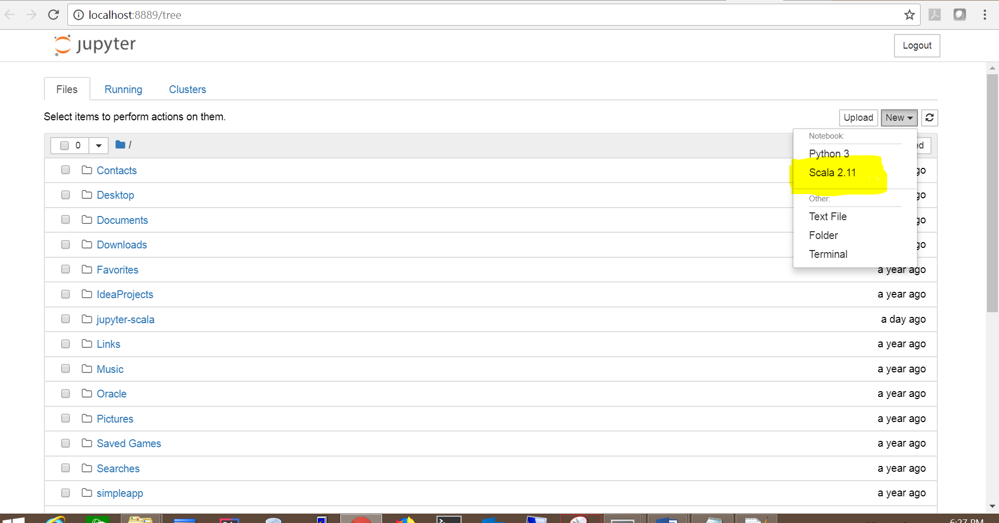 localhost:8889/tree
jupyter
Logout
Files Running Clusters
Select items to perform actions on them.
Upload New
0 /
Notebook:
Python 3
Scala 2.11
Other:
Text File
Folder
Terminal
Contacts go
Desktop go
Documents go
Downloads go
Favorites a year ago
IdeaProjects a year ago
jupyter-scala a day ago
Links a year ago
Music a year ago
Oracle a year ago
Pictures a year ago
Saved Games a year ago
Searches a year ago
simpleapp a year ago
6:27 PM